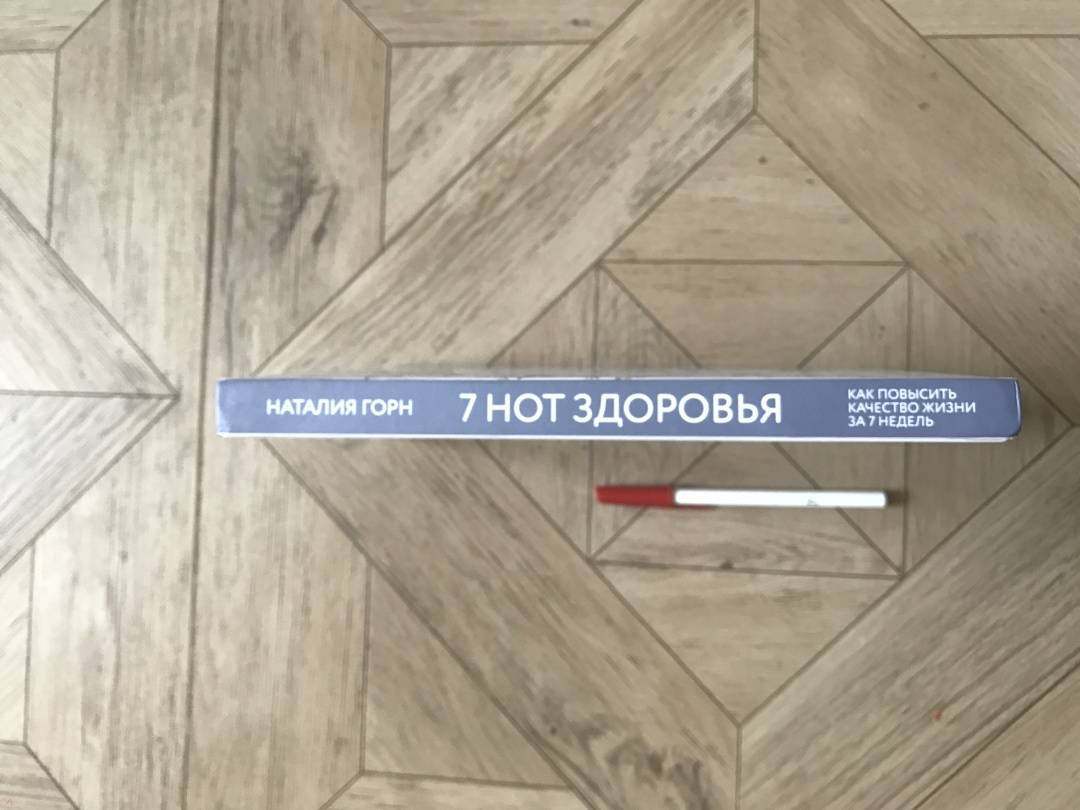 НАТАЛИЯ ГОРН
7 НОТ ЗДОРОВЬЯ
КАК ПОВЫСИТЬ
КАЧЕСТВО ЖИЗНИ
ЗА 7 НЕДЕЛЬ